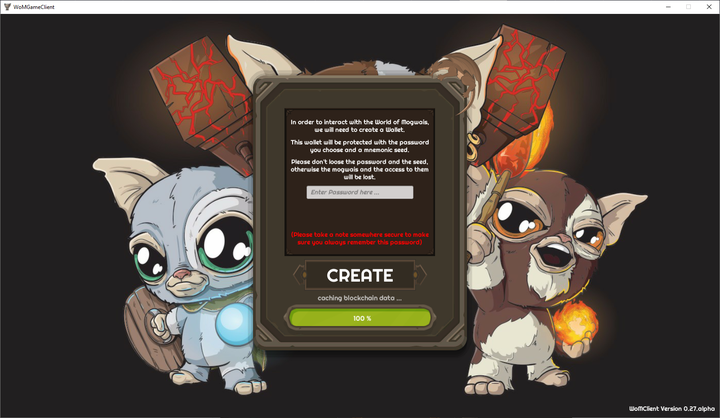 WoMGameClient
In order to interact with the World of Mogwais,
we will need to create a Wallet.
This wallet will be protected with the password
you choose and a mnemonic seed.
Please don't loose the password and the seed,
otherwise the mogwais and the access to them
will be lost.
Enter Password here ...
(Please take a note somewhere secure to make
sure you always remember this password)
CREATE
caching blockchain data ...
100 %
WoMClient Version 0.27.alpha